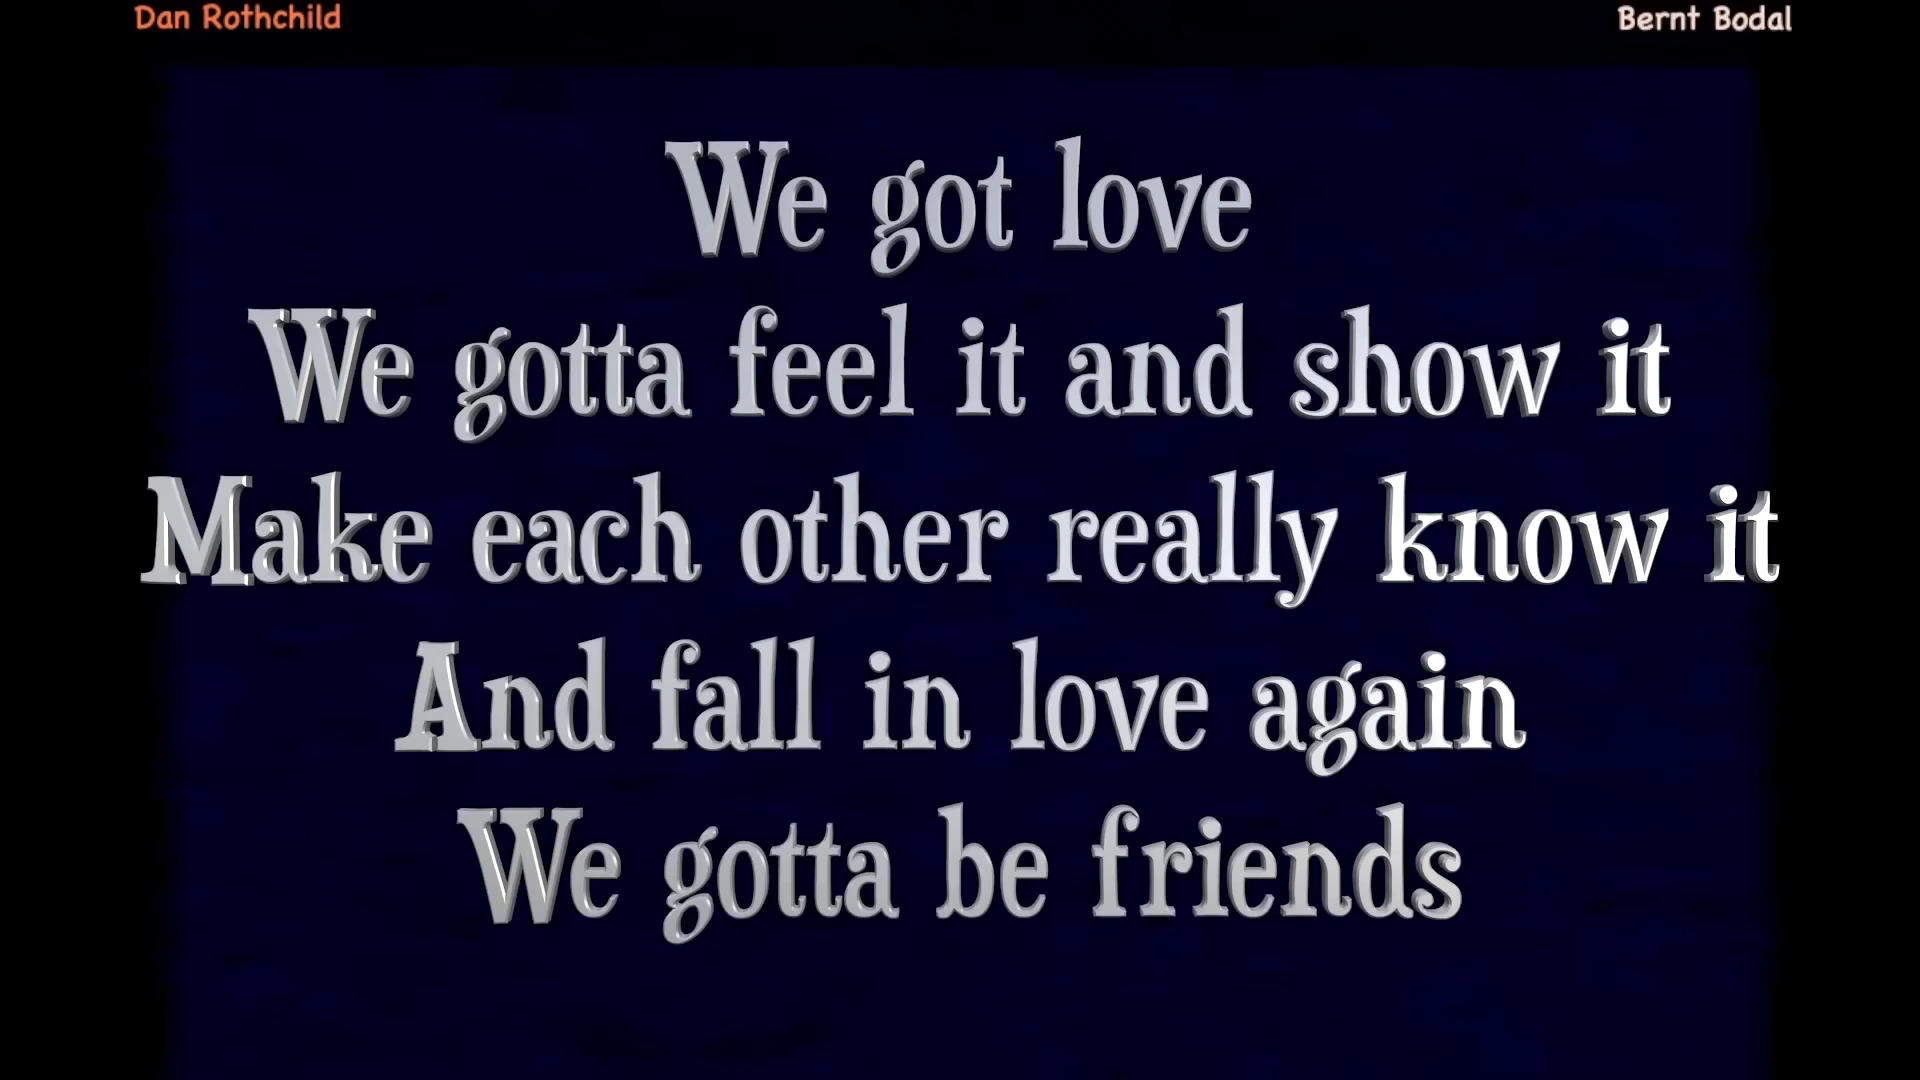 Dan Rothchild
Bernt Bodal
We got love
We gotta feel it and show it
Make each other really know it
And fall in love again
We gotta be friends